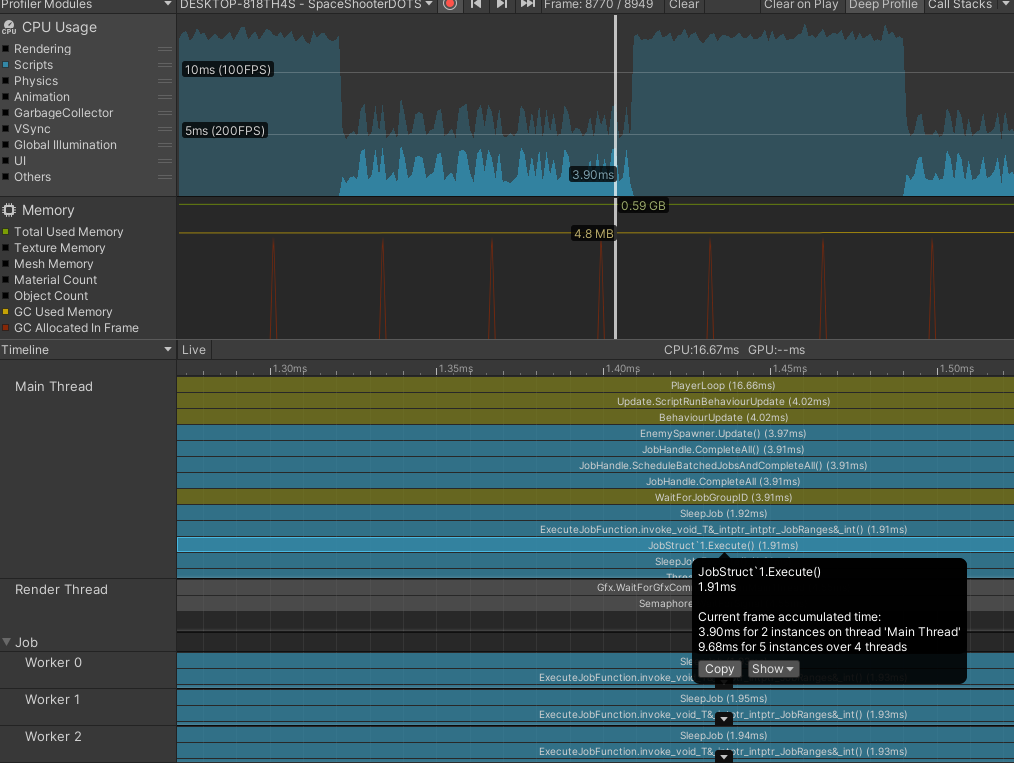 Profiler Modules
DESKTOP-818TH4S - SpaceShooterDOTS
Frame: 8770 / 8949
Clear
Clear on Play
Deep Profile
Call Stacks
CPU Usage
Rendering
Scripts
Physics
Animation
GarbageCollector
VSync
Global Illumination
UI
Others
10ms (100FPS)
5ms (200FPS)
3.90ms
Memory
Total Used Memory
Texture Memory
Mesh Memory
Material Count
Object Count
GC Used Memory
GC Allocated In Frame
0.59 GB
4.8 MB
Timeline
Live
CPU:16.67ms GPU:--ms
1.30ms
1.35ms
1.40ms
1.45ms
1.50ms
Main Thread
PlayerLoop (16.66ms)
Update.ScriptRunBehaviourUpdate (4.02ms)
BehaviourUpdate (4.02ms)
EnemySpawner.Update() (3.97ms)
JobHandle.CompleteAll() (3.91ms)
JobHandle.ScheduleBatchedJobsAndCompleteAll() (3.91ms)
JobHandle.CompleteAll (3.91ms)
WaitForJobGroupID (3.91ms)
SleepJob (1.92ms)
ExecuteJobFunction.invoke_void_T&_intptr_intptr_JobRanges&_int() (1.91ms)
JobStruct`1.Execute() (1.91ms)
SleepJo
JobStruct`1.Execute()
1.91ms
Current frame accumulated time:
3.90ms for 2 instances on thread 'Main Thread'
9.68ms for 5 instances over 4 threads
Copy
Show
Render Thread
Gfx.WaitForGfxCom
Semaphore
Job
Worker 0
Sle
ExecuteJobFunction.invoke_void
Worker 1
SleepJob (1.95ms)
ExecuteJobFunction.invoke_void_T&_intptr_intptr_JobRanges&_int() (1.93ms)
Worker 2
SleepJob (1.94ms)
ExecuteJobFunction.invoke_void_T&_intptr_intptr_JobRanges&_int() (1.93ms)